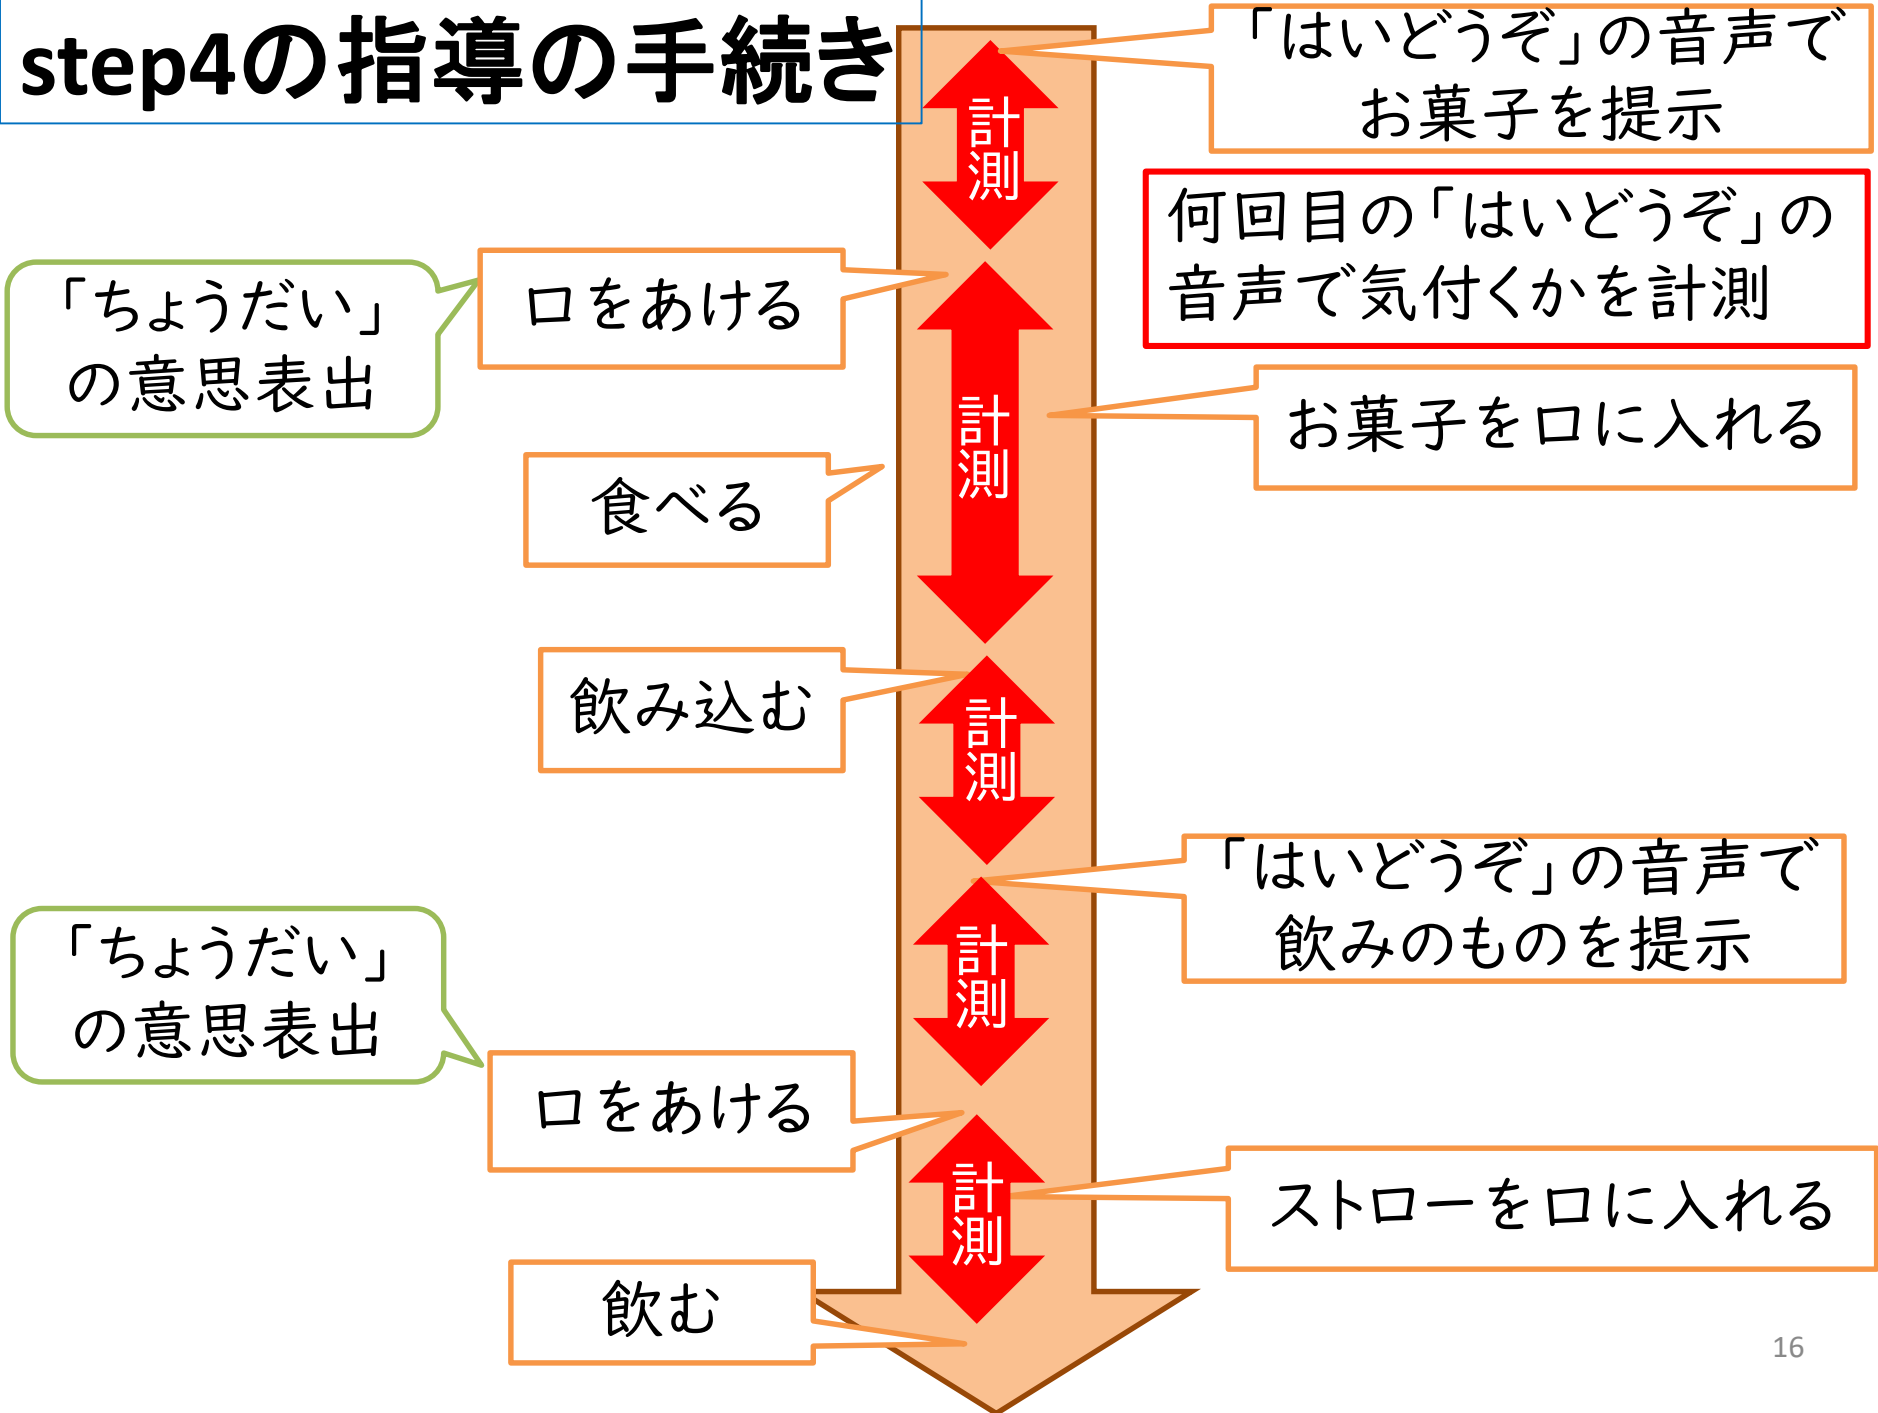 step4の指導の手続き
「はいどうぞ」の音声で
お菓子を提示
計
測
何回目の「はいどうぞ」の
音声で気付くかを計測
口をあける
「ちょうだい」
の意思表出
お菓子を口に入れる
計
測
食べる
飲み込む
計
測
「はいどうぞ」の音声で
飲みのものを提示
計
測
「ちょうだい」
の意思表出
口をあける
ストローを口に入れる
計
測
飲む
16